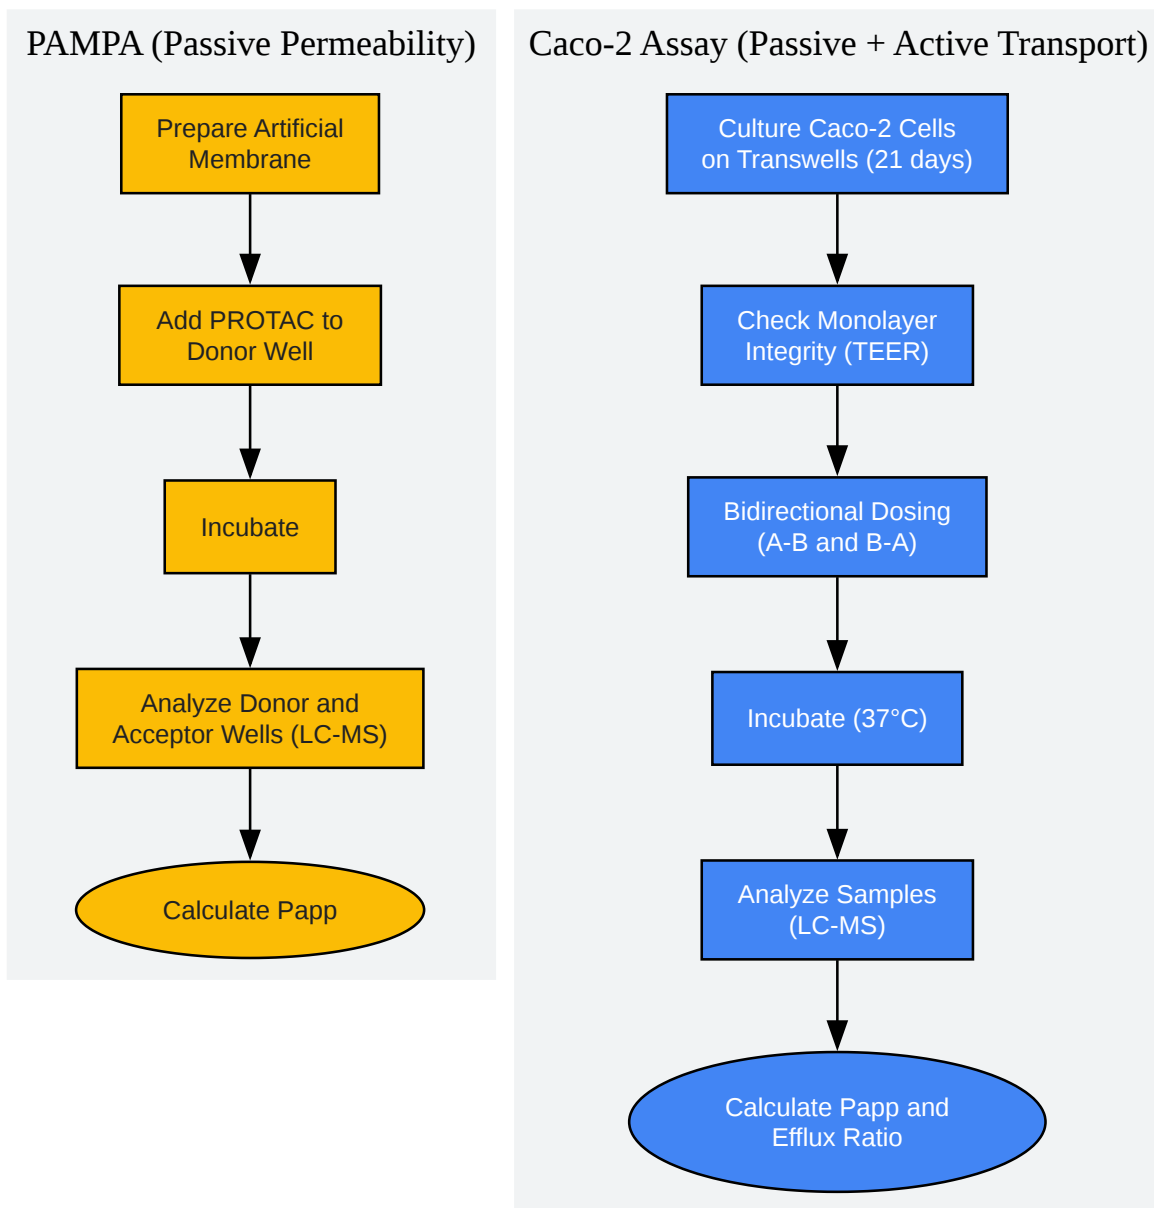 PAMPA (Passive Permeability)
Prepare Artificial
Membrane
Add PROTAC to
Donor Well
Incubate
Analyze Donor and
Acceptor Wells (LC-MS)
Calculate Papp
Caco-2 Assay (Passive + Active Transport)
Culture Caco-2 Cells
on Transwells (21 days)
Check Monolayer
Integrity (TEER)
Bidirectional Dosing
(A-B and B-A)
Incubate (37°C)
Analyze Samples
(LC-MS)
Calculate Papp and
Efflux Ratio